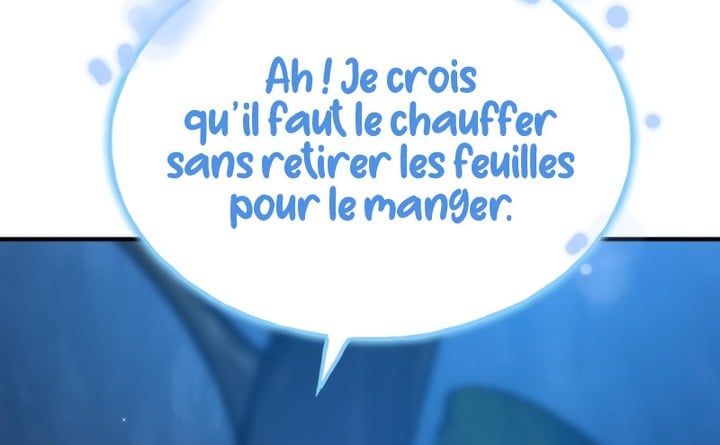 Ah ! Je crois
qu'il faut le chauffer
sans retirer les feuilles
pour le manger.